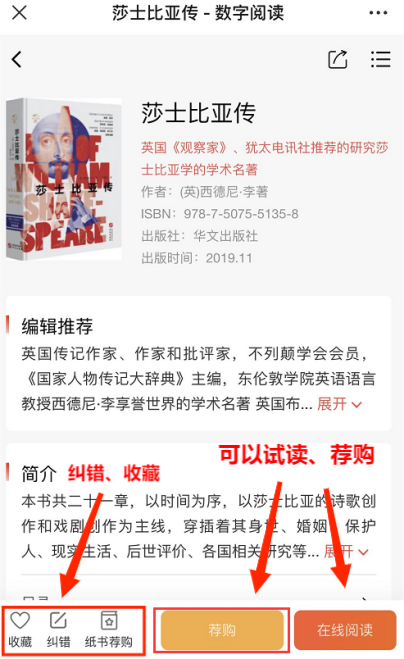 莎士比亚传 - 数字阅读
莎士比亚传
英国《观察家》、犹太电讯社推荐的研究莎
士比亚学的学术名著
作者：(英)西德尼·李著
ISBN：978-7-5075-5135-8
出版社：华文出版社
出版时间：2019.11
OF
莎士比亚传
SHAKE-
SPEARE
编辑推荐
英国传记作家、作家和批评家，不列颠学会会员，
《国家人物传记大辞典》主编，东伦敦学院英语语言
教授西德尼·李享誉世界的学术名著 英国布... 展开
可以试读、荐购
简介 纠错、收藏
本书共二十一章，以时间为序，以莎士比亚的诗歌创
作和戏剧创作为主线，穿插着其身世、婚姻、保护
人、现实生活、后世评价、各国相关研究等... 展开
收藏 纠错 纸书荐购 荐购 在线阅读